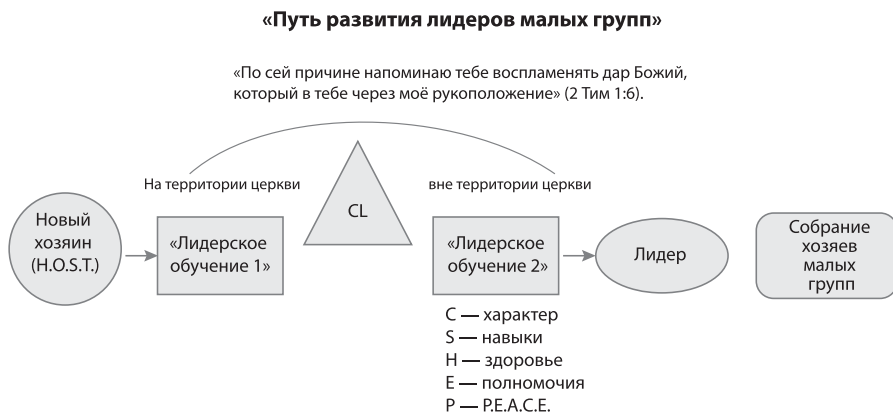 «Путь развития лидеров малых групп»
«По сей причине напоминаю тебе воспламенять дар Божий,
который в тебе через моё рукоположение» (2 Тим 1:6).
На территории церкви
вне территории церкви
Новый
хозяин
(H.O.S.T.)
«Лидерское
обучение 1»
CL
«Лидерское
обучение 2»
Лидер
Собрание
хозяев
малых
групп
C — характер
S — навыки
H — здоровье
E — полномочия
P — P.E.A.C.E.